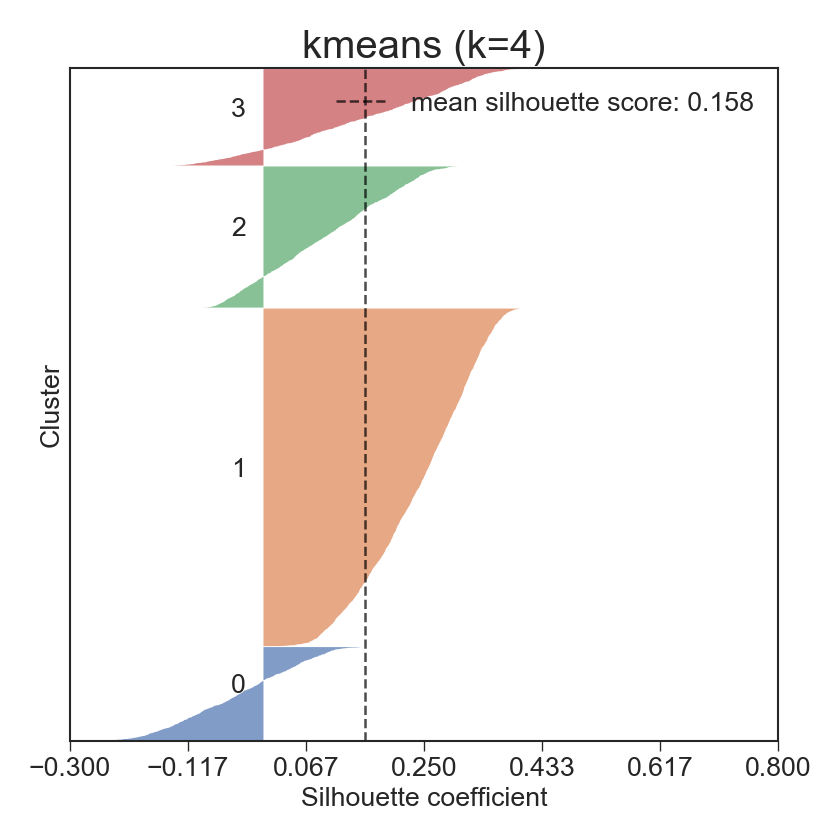 kmeans (k=4)
3
mean silhouette score: 0.158
2
Cluster
1
0
−0.300 −0.117 0.067 0.250 0.433 0.617 0.800
Silhouette coefficient